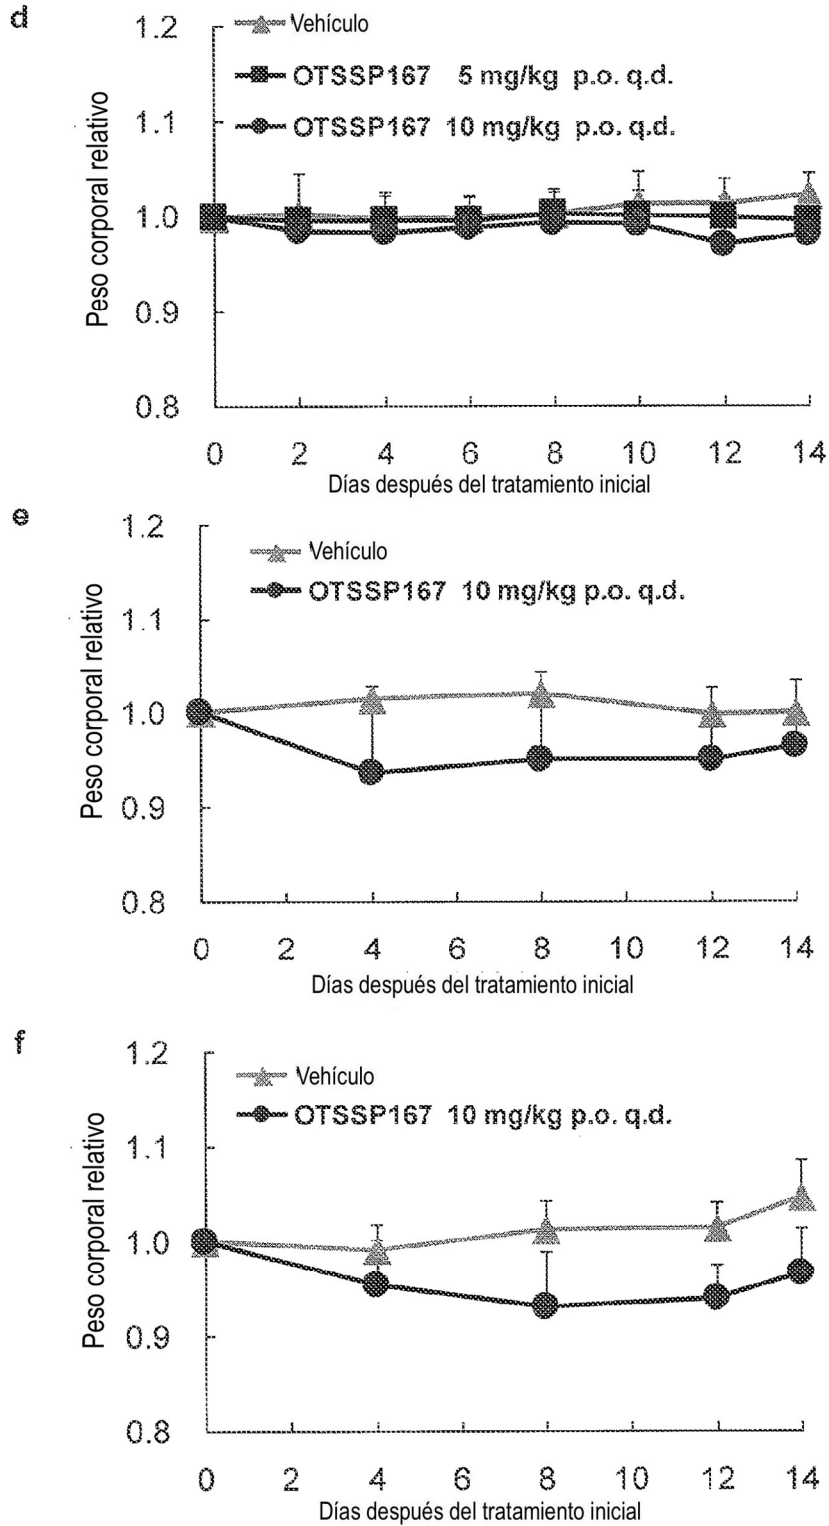 d
Peso corporal relativo
1.2
1.1
1.0
0.9
0.8
Vehículo
OTSSP167 5 mg/kg p.o. q.d.
OTSSP167 10 mg/kg p.o. q.d.
0 2 4 6 8 10 12 14
Días después del tratamiento inicial
e
Peso corporal relativo
1.2
1.1
1.0
0.9
0.8
Vehículo
OTSSP167 10 mg/kg p.o. q.d.
0 2 4 6 8 10 12 14
Días después del tratamiento inicial
f
Peso corporal relativo
1.2
1.1
1.0
0.9
0.8
Vehículo
OTSSP167 10 mg/kg p.o. q.d.
0 2 4 6 8 10 12 14
Días después del tratamiento inicial